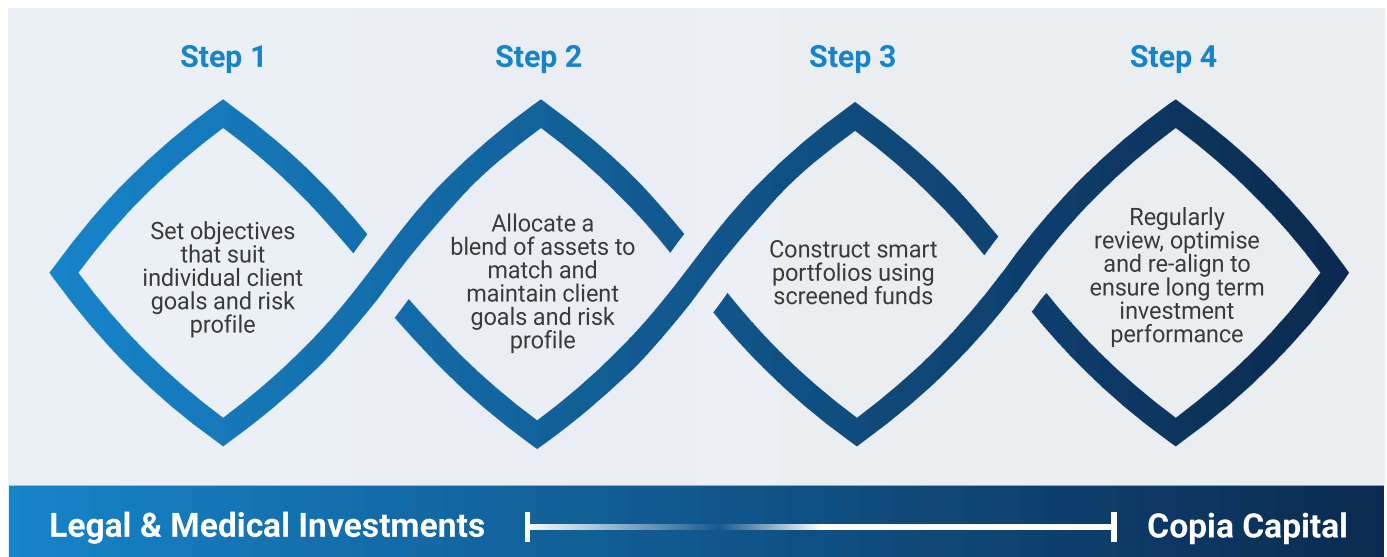 Step 1
Set objectives
that suit
individual client
goals and risk
profile
Step 2
Allocate a
blend of assets to
match and
maintain client
goals and risk
profile
Step 3
Construct smart
portfolios using
screened funds
Step 4
Regularly
review, optimise
and re-align to
ensure long term
investment
performance
Legal & Medical Investments
Copia Capital